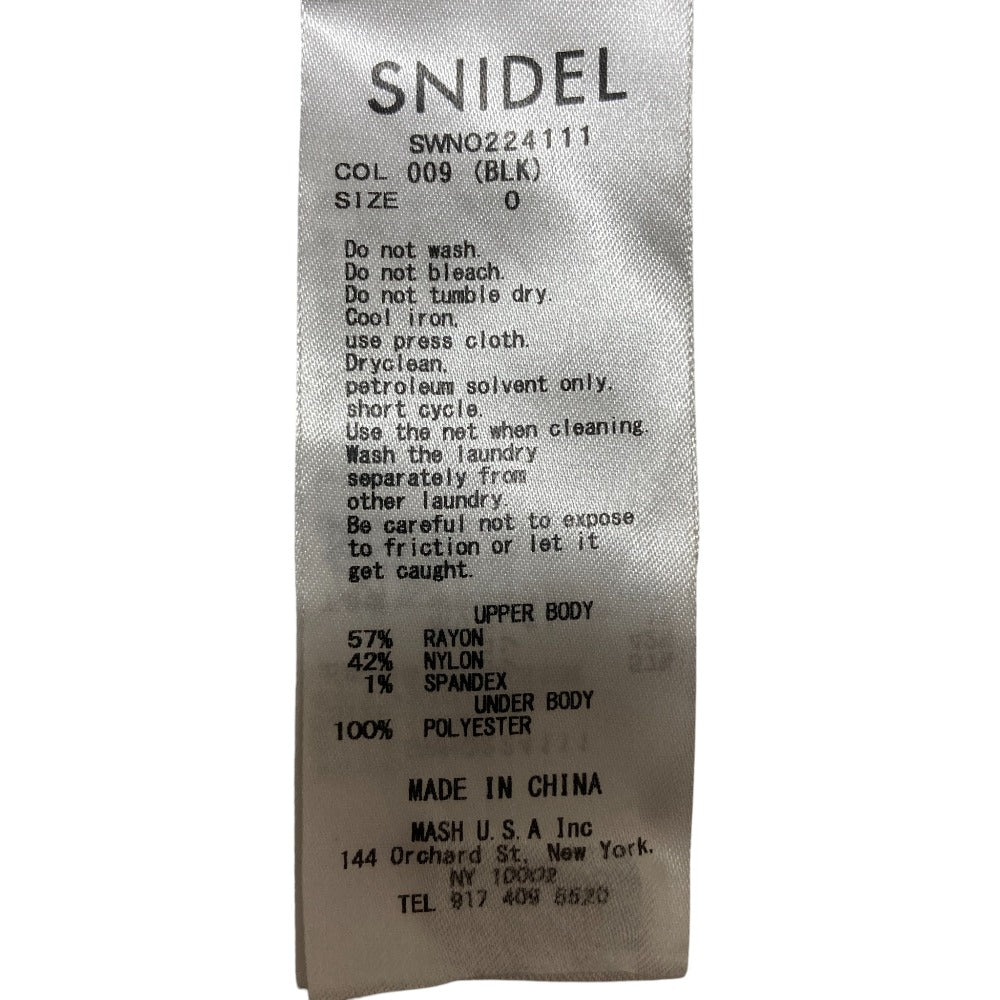 SNIDEL
SWNO224111
COL 009 (BLK)
SIZE 0
Do not wash.
Do not bleach.
Do not tumble dry.
Cool iron.
use press cloth.
Dryclean.
petroleum solvent only.
short cycle.
Use the net when cleaning.
Wash the laundry
separately from
other laundry.
Be careful not to expose
to friction or let it
get caught.
UPPER BODY
57% RAYON
42% NYLON
1% SPANDEX
UNDER BODY
100% POLYESTER
MADE IN CHINA
MASH U.S.A Inc
144 Orchard St, New York.
NY 10002
TEL 917 409 5520